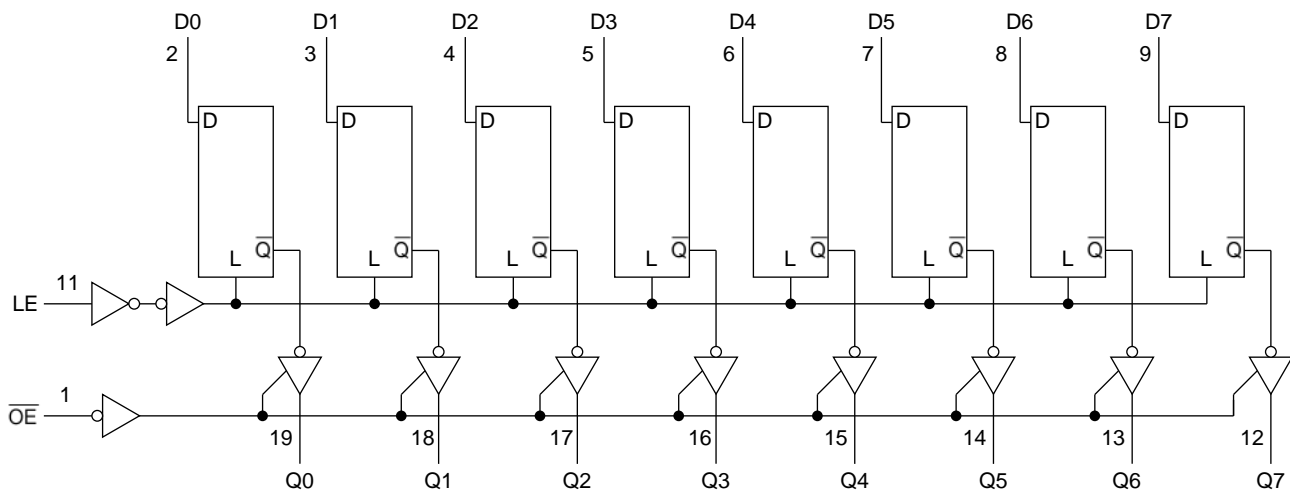 D0 D1 D2 D3 D4 D5 D6 D7
2 3 4 5 6 7 8 9
D D D D D D D D
Q̅ Q̅ Q̅ Q̅ Q̅ Q̅ Q̅ Q̅
L L L L L L L L
11
LE
1
O̅E̅
19 18 17 16 15 14 13 12
Q0 Q1 Q2 Q3 Q4 Q5 Q6 Q7